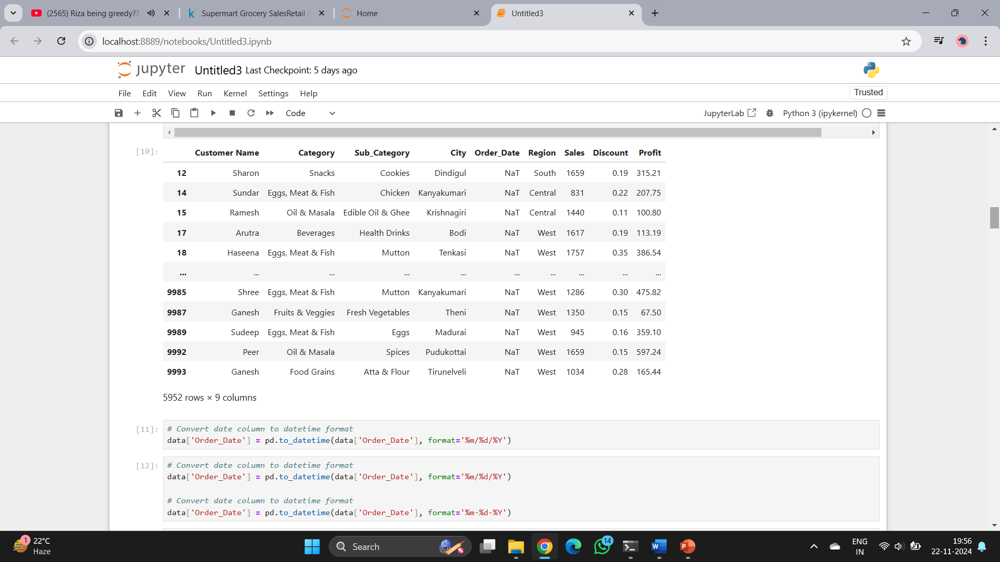 (2565) Riza being greedy??
Supermart Grocery SalesRetail
Home
Untitled3
localhost:8889/notebooks/Untitled3.ipynb
jupyter Untitled3 Last Checkpoint: 5 days ago
File Edit View Run Kernel Settings Help Trusted
Code JupyterLab Python 3 (ipykernel)
[10]:
Customer Name Category Sub_Category City Order_Date Region Sales Discount Profit
12 Sharon Snacks Cookies Dindigul NaT South 1659 0.19 315.21
14 Sundar Eggs, Meat & Fish Chicken Kanyakumari NaT Central 831 0.22 207.75
15 Ramesh Oil & Masala Edible Oil & Ghee Krishnagiri NaT Central 1440 0.11 100.80
17 Arutra Beverages Health Drinks Bodi NaT West 1617 0.19 113.19
18 Haseena Eggs, Meat & Fish Mutton Tenkasi NaT West 1757 0.35 386.54
... ... ... ... ... ... ... ... ... ...
9985 Shree Eggs, Meat & Fish Mutton Kanyakumari NaT West 1286 0.30 475.82
9987 Ganesh Fruits & Veggies Fresh Vegetables Theni NaT West 1350 0.15 67.50
9989 Sudeep Eggs, Meat & Fish Eggs Madurai NaT West 945 0.16 359.10
9992 Peer Oil & Masala Spices Pudukottai NaT West 1659 0.15 597.24
9993 Ganesh Food Grains Atta & Flour Tirunelveli NaT West 1034 0.28 165.44
5952 rows × 9 columns
[11]:
# Convert date column to datetime format
data['Order_Date'] = pd.to_datetime(data['Order_Date'], format='%m/%d/%Y')
[12]:
# Convert date column to datetime format
data['Order_Date'] = pd.to_datetime(data['Order_Date'], format='%m/%d/%Y')
# Convert date column to datetime format
data['Order_Date'] = pd.to_datetime(data['Order_Date'], format='%m-%d-%Y')
1
22°C
Haze
Search
14
ENG
IN
19:56
22-11-2024